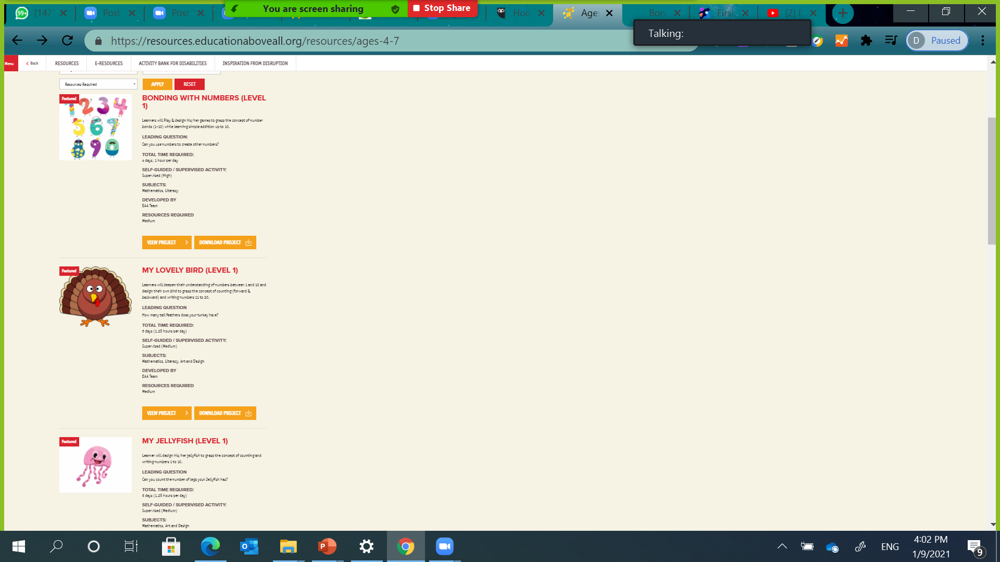 You are screen sharing
Stop Share
99+
(147
Post
Post
Hoo
Age
Bon
First
(2) B
Talking:
https://resources.educationaboveall.org/resources/ages-4-7
D Paused
Menu
< Back
RESOURCES
E-RESOURCES
ACTIVITY BANK FOR DISABILITIES
INSPIRATION FROM DISRUPTION
Resources Required
APPLY
RESET
Featured
BONDING WITH NUMBERS (LEVEL
1)
Learners will Play & design his/her games to grasp the concept of number
bonds (1-10) while learning simple addition up to 10.
LEADING QUESTION:
Can you use numbers to create other numbers?
TOTAL TIME REQUIRED:
4 days, 1 hour per day
SELF-GUIDED / SUPERVISED ACTIVITY:
Supervised (High)
SUBJECTS:
Mathematics, Literacy
DEVELOPED BY
EAA Team
RESOURCES REQUIRED
Medium
VIEW PROJECT >
DOWNLOAD PROJECT
1 2 3 4
5 6 7
8 9 0
Featured
MY LOVELY BIRD (LEVEL 1)
Learners will deepen their understanding of numbers between 1 and 10 and
design their own bird to grasp the concept of counting (forward &
backward) and writing numbers 11 to 20.
LEADING QUESTION
How many tail feathers does your turkey have?
TOTAL TIME REQUIRED:
6 days (1.25 hours per day)
SELF-GUIDED / SUPERVISED ACTIVITY:
Supervised (Medium)
SUBJECTS:
Mathematics, Literacy, Art and Design
DEVELOPED BY
EAA Team
RESOURCES REQUIRED
Medium
VIEW PROJECT >
DOWNLOAD PROJECT
Featured
MY JELLYFISH (LEVEL 1)
Learner will design his/her jellyfish to grasp the concept of counting and
writing numbers 1 to 10.
LEADING QUESTION
Can you count the number of legs your Jellyfish has?
TOTAL TIME REQUIRED:
6 days (1.25 hours per day)
SELF-GUIDED / SUPERVISED ACTIVITY:
Supervised (Medium)
SUBJECTS:
Mathematics, Art and Design
ENG
4:02 PM
1/9/2021
9